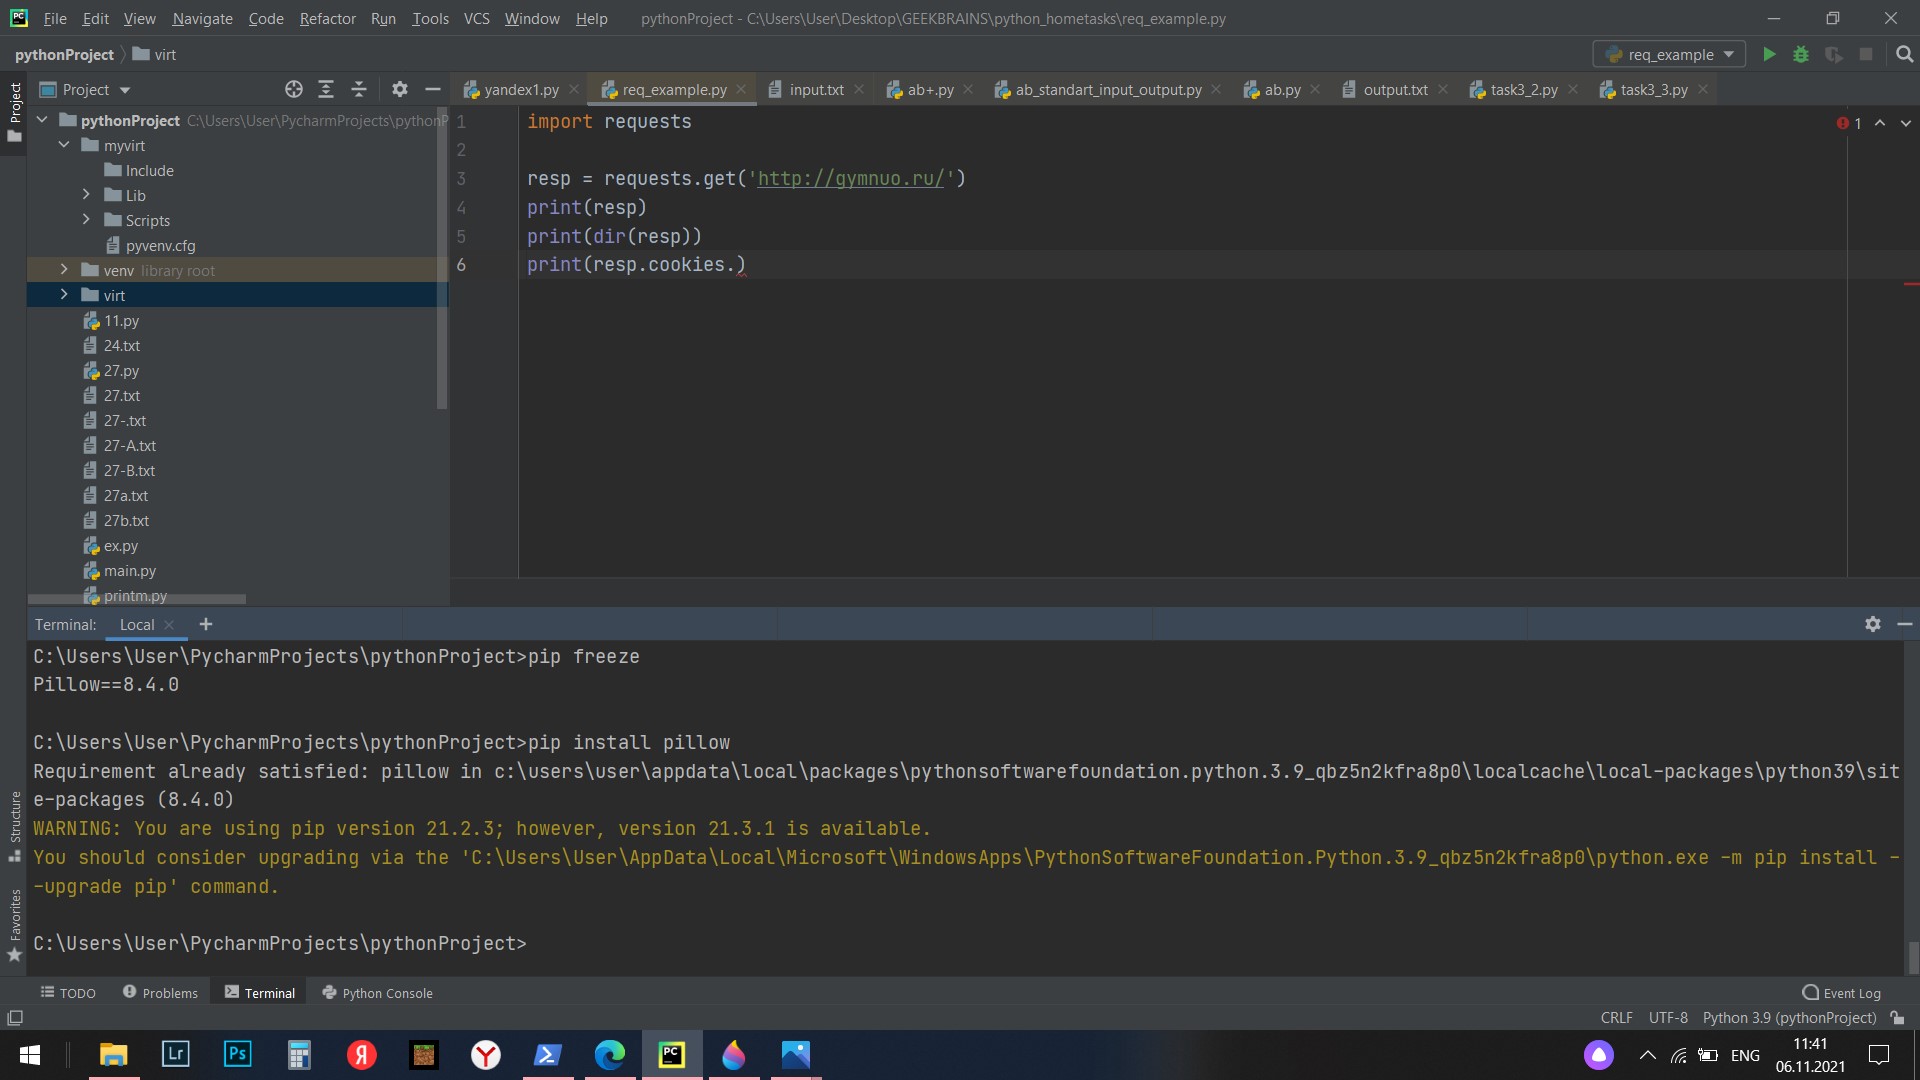 File Edit View Navigate Code Refactor Run Tools VCS Window Help pythonProject - C:\Users\User\Desktop\GEEKBRAINS\python_hometasks\req_example.py
pythonProject virt req_example
Project yandex1.py req_example.py input.txt ab+.py ab_standart_input_output.py ab.py output.txt task3_2.py task3_3.py
Project
pythonProject C:\Users\User\PycharmProjects\pythonP
myvirt
Include
Lib
Scripts
pyvenv.cfg
venv library root
virt
11.py
24.txt
27.py
27.txt
27-.txt
27-A.txt
27-B.txt
27a.txt
27b.txt
ex.py
main.py
printm.py
1 import requests
2
3 resp = requests.get('http://gymnuo.ru/')
4 print(resp)
5 print(dir(resp))
6 print(resp.cookies.)
1
Terminal: Local
C:\Users\User\PycharmProjects\pythonProject>pip freeze
Pillow==8.4.0
C:\Users\User\PycharmProjects\pythonProject>pip install pillow
Requirement already satisfied: pillow in c:\users\user\appdata\local\packages\pythonsoftwarefoundation.python.3.9_qbz5n2kfra8p0\localcache\local-packages\python39\sit
e-packages (8.4.0)
WARNING: You are using pip version 21.2.3; however, version 21.3.1 is available.
You should consider upgrading via the 'C:\Users\User\AppData\Local\Microsoft\WindowsApps\PythonSoftwareFoundation.Python.3.9_qbz5n2kfra8p0\python.exe -m pip install -
-upgrade pip' command.
C:\Users\User\PycharmProjects\pythonProject>
Structure
Favorites
TODO Problems Terminal Python Console Event Log
CRLF UTF-8 Python 3.9 (pythonProject)
Lr Ps Я Y PC ENG 11:41
06.11.2021